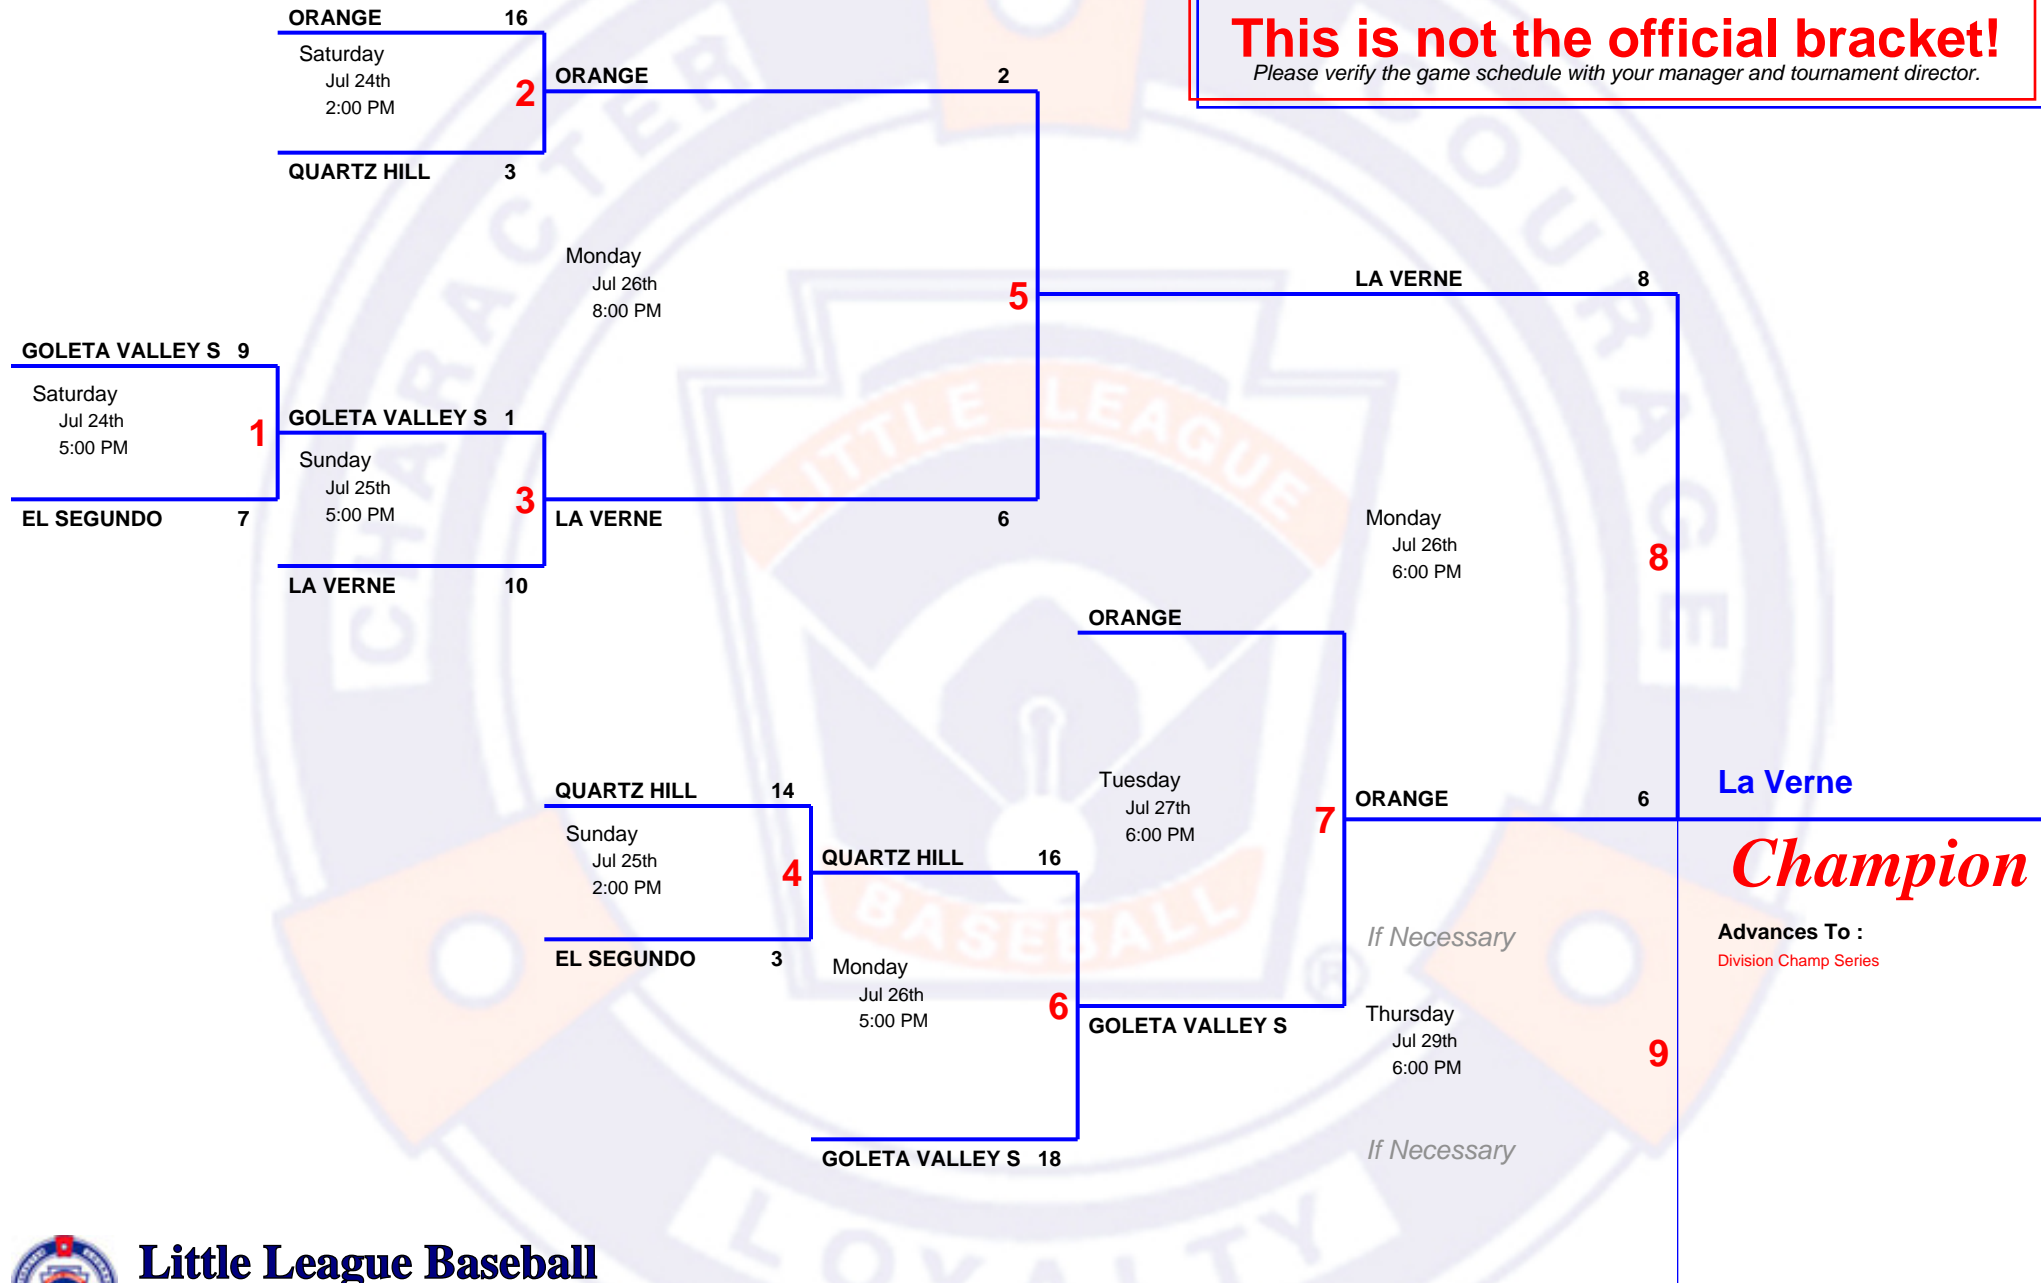 This is not the official bracket!
Please verify the game schedule with your manager and tournament director.
ORANGE 16
Saturday
Jul 24th
2:00 PM
2
QUARTZ HILL 3
ORANGE 2
Monday
Jul 26th
8:00 PM
5
GOLETA VALLEY S 9
Saturday
Jul 24th
5:00 PM
1
EL SEGUNDO 7
GOLETA VALLEY S 1
Sunday
Jul 25th
5:00 PM
3
LA VERNE 10
LA VERNE 6
LA VERNE 8
Monday
Jul 26th
6:00 PM
8
ORANGE
Tuesday
Jul 27th
6:00 PM
7
QUARTZ HILL 14
Sunday
Jul 25th
2:00 PM
4
EL SEGUNDO 3
QUARTZ HILL 16
Monday
Jul 26th
5:00 PM
6
GOLETA VALLEY S 18
GOLETA VALLEY S
ORANGE 6
La Verne
Champion
Advances To :
Division Champ Series
If Necessary
Thursday
Jul 29th
6:00 PM
9
If Necessary
CHARACTER
COURAGE
LOYALTY
LITTLE LEAGUE
BASEBALL
®
Little League Baseball